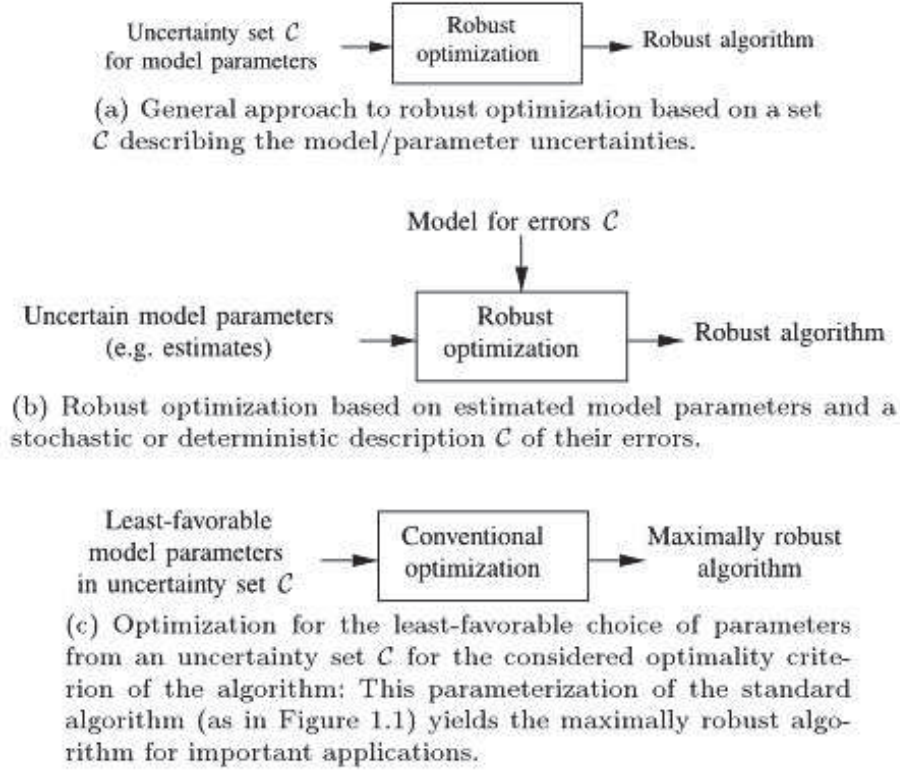 Uncertainty set C
for model parameters
Robust
optimization
Robust algorithm
(a) General approach to robust optimization based on a set
C describing the model/parameter uncertainties.
Model for errors C
Uncertain model parameters
(e.g. estimates)
Robust
optimization
Robust algorithm
(b) Robust optimization based on estimated model parameters and a
stochastic or deterministic description C of their errors.
Least-favorable
model parameters
in uncertainty set C
Conventional
optimization
Maximally robust
algorithm
(c) Optimization for the least-favorable choice of parameters
from an uncertainty set C for the considered optimality crite-
rion of the algorithm: This parameterization of the standard
algorithm (as in Figure 1.1) yields the maximally robust algo-
rithm for important applications.